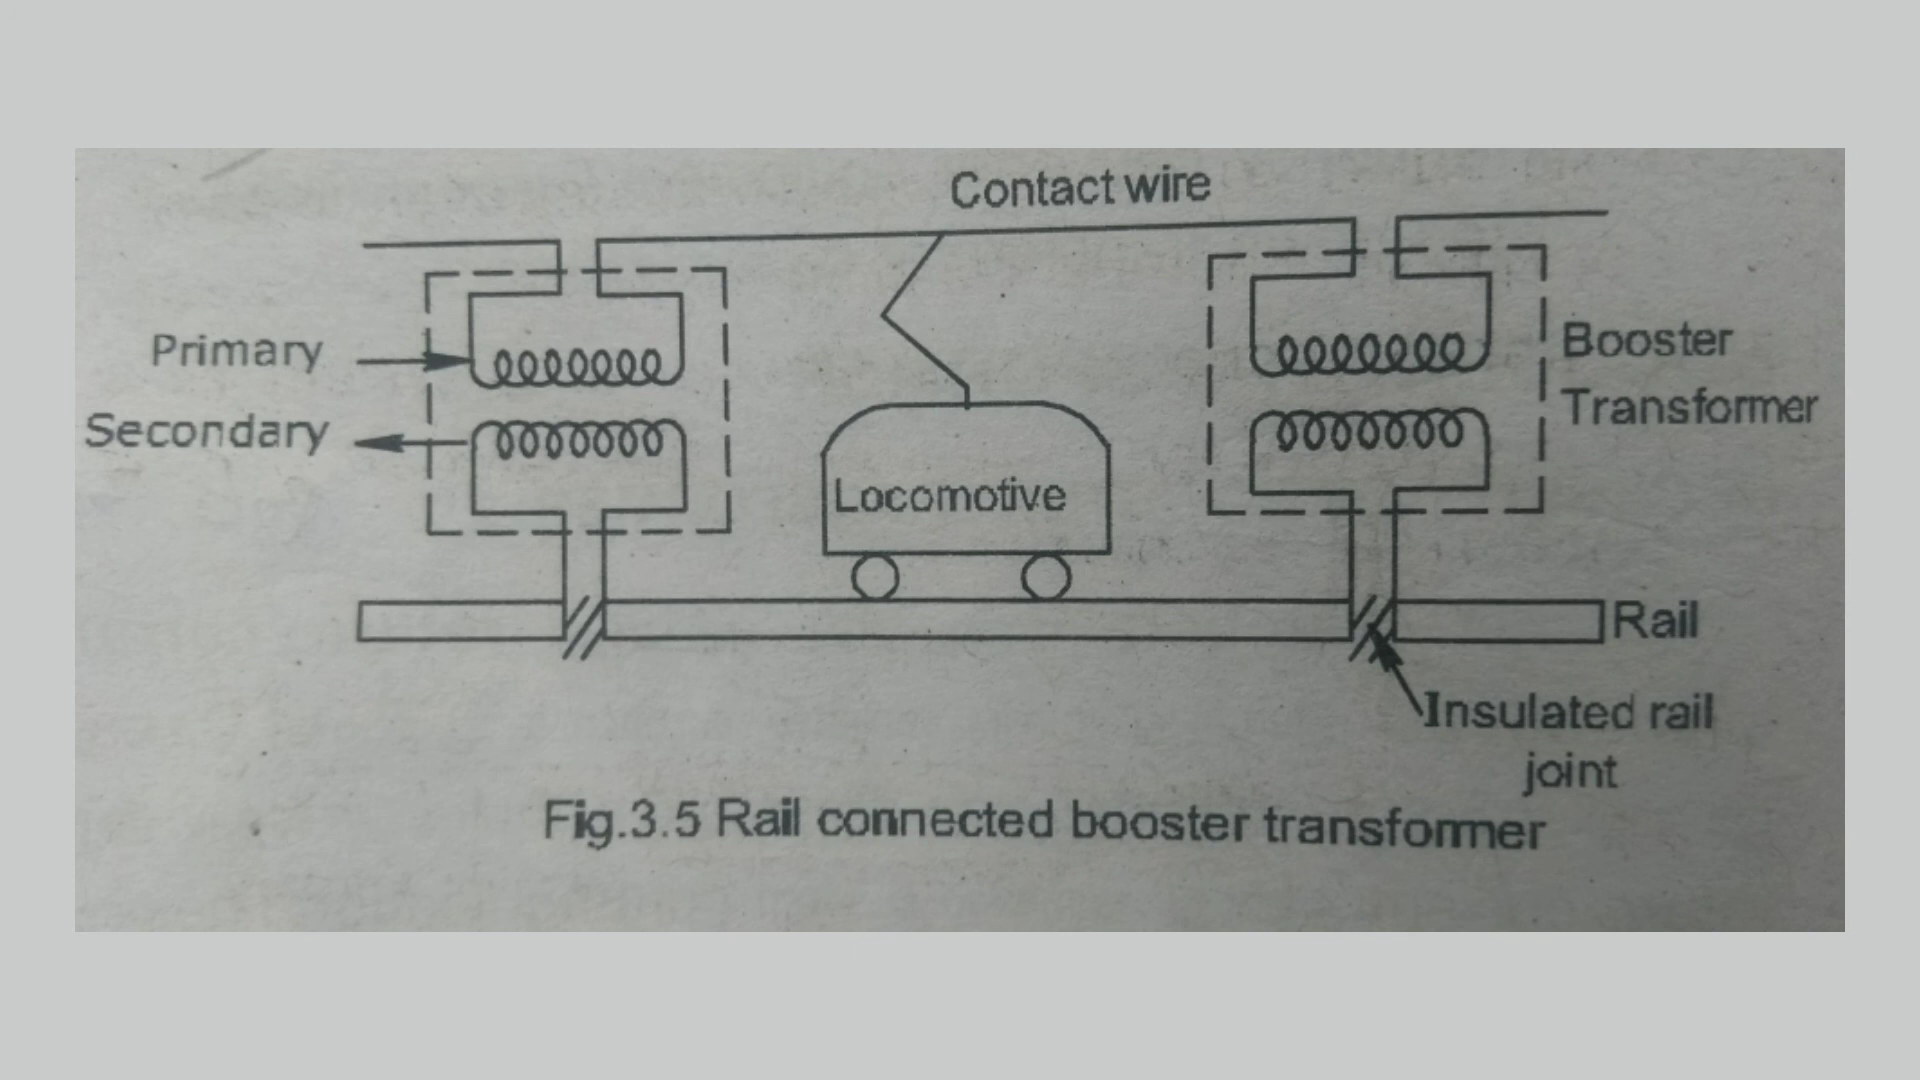 Contact wire
Primary
Secondary
Booster
Transformer
Locomotive
Rail
Insulated rail
joint
Fig.3.5 Rail connected booster transformer